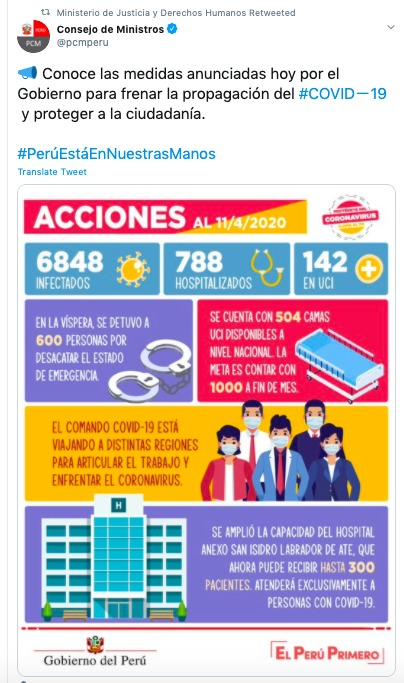 Ministerio de Justicia y Derechos Humanos Retweeted
Consejo de Ministros
@pcmperu
PCM
Conoce las medidas anunciadas hoy por el
Gobierno para frenar la propagación del #COVID—19
y proteger a la ciudadanía.
#PerúEstáEnNuestrasManos
Translate Tweet
ACCIONES AL 11/4/2020
CORONAVIRUS
6848
INFECTADOS
788
HOSPITALIZADOS
142
EN UCI
EN LA VÍSPERA, SE DETUVO A
600 PERSONAS POR
DESACATAR EL ESTADO
DE EMERGENCIA.
SE CUENTA CON 504 CAMAS
UCI DISPONIBLES A
NIVEL NACIONAL. LA
META ES CONTAR CON
1000 A FIN DE MES.
EL COMANDO COVID-19 ESTÁ
VIAJANDO A DISTINTAS REGIONES
PARA ARTICULAR EL TRABAJO Y
ENFRENTAR EL CORONAVIRUS.
H
SE AMPLIÓ LA CAPACIDAD DEL HOSPITAL
ANEXO SAN ISIDRO LABRADOR DE ATE, QUE
AHORA PUEDE RECIBIR HASTA 300
PACIENTES. ATENDERÁ EXCLUSIVAMENTE A
PERSONAS CON COVID-19.
Gobierno del Perú
EL PERÚ PRIMERO